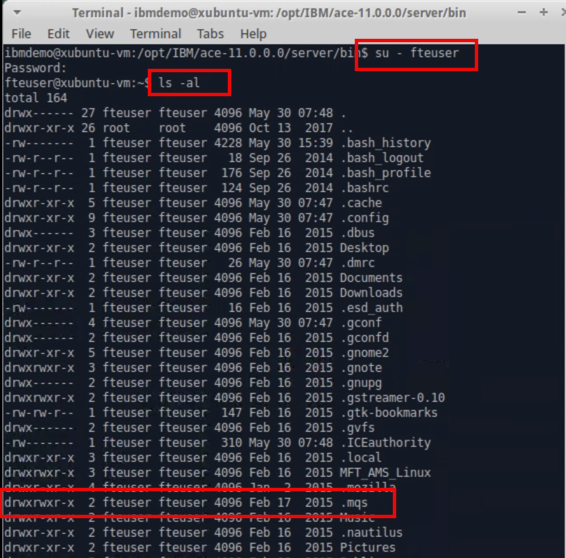 Terminal - ibmdemo@xubuntu-vm: /opt/IBM/ace-11.0.0.0/server/bin
File Edit View Terminal Tabs Help
ibmdemo@xubuntu-vm:/opt/IBM/ace-11.0.0.0/server/bin$ su - fteuser
Password:
fteuser@xubuntu-vm:~$ ls -al
total 164
drwx------ 27 fteuser fteuser 4096 May 30 07:48 .
drwxr-xr-x 26 root root 4096 Oct 13 2017 ..
-rw------- 1 fteuser fteuser 4228 May 30 15:39 .bash_history
-rw-r--r-- 1 fteuser fteuser 18 Sep 26 2014 .bash_logout
-rw-r--r-- 1 fteuser fteuser 176 Sep 26 2014 .bash_profile
-rw-r--r-- 1 fteuser fteuser 124 Sep 26 2014 .bashrc
drwxr-xr-x 5 fteuser fteuser 4096 May 30 07:47 .cache
drwxr-xr-x 9 fteuser fteuser 4096 May 30 07:47 .config
drwx------ 3 fteuser fteuser 4096 Feb 16 2015 .dbus
drwxr-xr-x 2 fteuser fteuser 4096 Feb 16 2015 Desktop
-rw-r--r-- 1 fteuser fteuser 26 May 30 07:47 .dmrc
drwxr-xr-x 2 fteuser fteuser 4096 Feb 16 2015 Documents
drwxr-xr-x 2 fteuser fteuser 4096 Feb 16 2015 Downloads
-rw------- 1 fteuser fteuser 16 Feb 16 2015 .esd_auth
drwx------ 4 fteuser fteuser 4096 May 30 07:47 .gconf
drwx------ 2 fteuser fteuser 4096 Feb 16 2015 .gconfd
drwxr-xr-x 5 fteuser fteuser 4096 Feb 16 2015 .gnome2
drwxrwxr-x 3 fteuser fteuser 4096 Feb 16 2015 .gnote
drwx------ 2 fteuser fteuser 4096 Feb 16 2015 .gnupg
drwxrwxr-x 2 fteuser fteuser 4096 Feb 16 2015 .gstreamer-0.10
-rw-rw-r-- 1 fteuser fteuser 147 Feb 16 2015 .gtk-bookmarks
drwx------ 2 fteuser fteuser 4096 Feb 16 2015 .gvfs
-rw------- 1 fteuser fteuser 310 May 30 07:48 .ICEauthority
drwxr-xr-x 3 fteuser fteuser 4096 Feb 16 2015 .local
drwxrwxr-x 3 fteuser fteuser 4096 Feb 16 2015 MFT_AMS_Linux
drwxr-xr-x 4 fteuser fteuser 4096 Jan 2 2015 .mozilla
drwxrwxr-x 2 fteuser fteuser 4096 Feb 17 2015 .mqs
drwxr-xr-x 2 fteuser fteuser 4096 Feb 16 2015 Music
drwxr-xr-x 2 fteuser fteuser 4096 Feb 16 2015 .nautilus
drwxr-xr-x 2 fteuser fteuser 4096 Feb 16 2015 Pictures